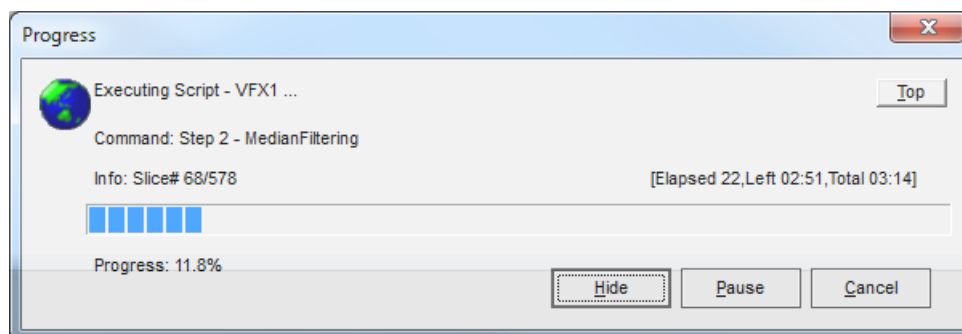 Progress
Executing Script - VFX1 ...
Top
Command: Step 2 - MedianFiltering
Info: Slice# 68/578 [Elapsed 22,Left 02:51,Total 03:14]
Progress: 11.8%
Hide Pause Cancel